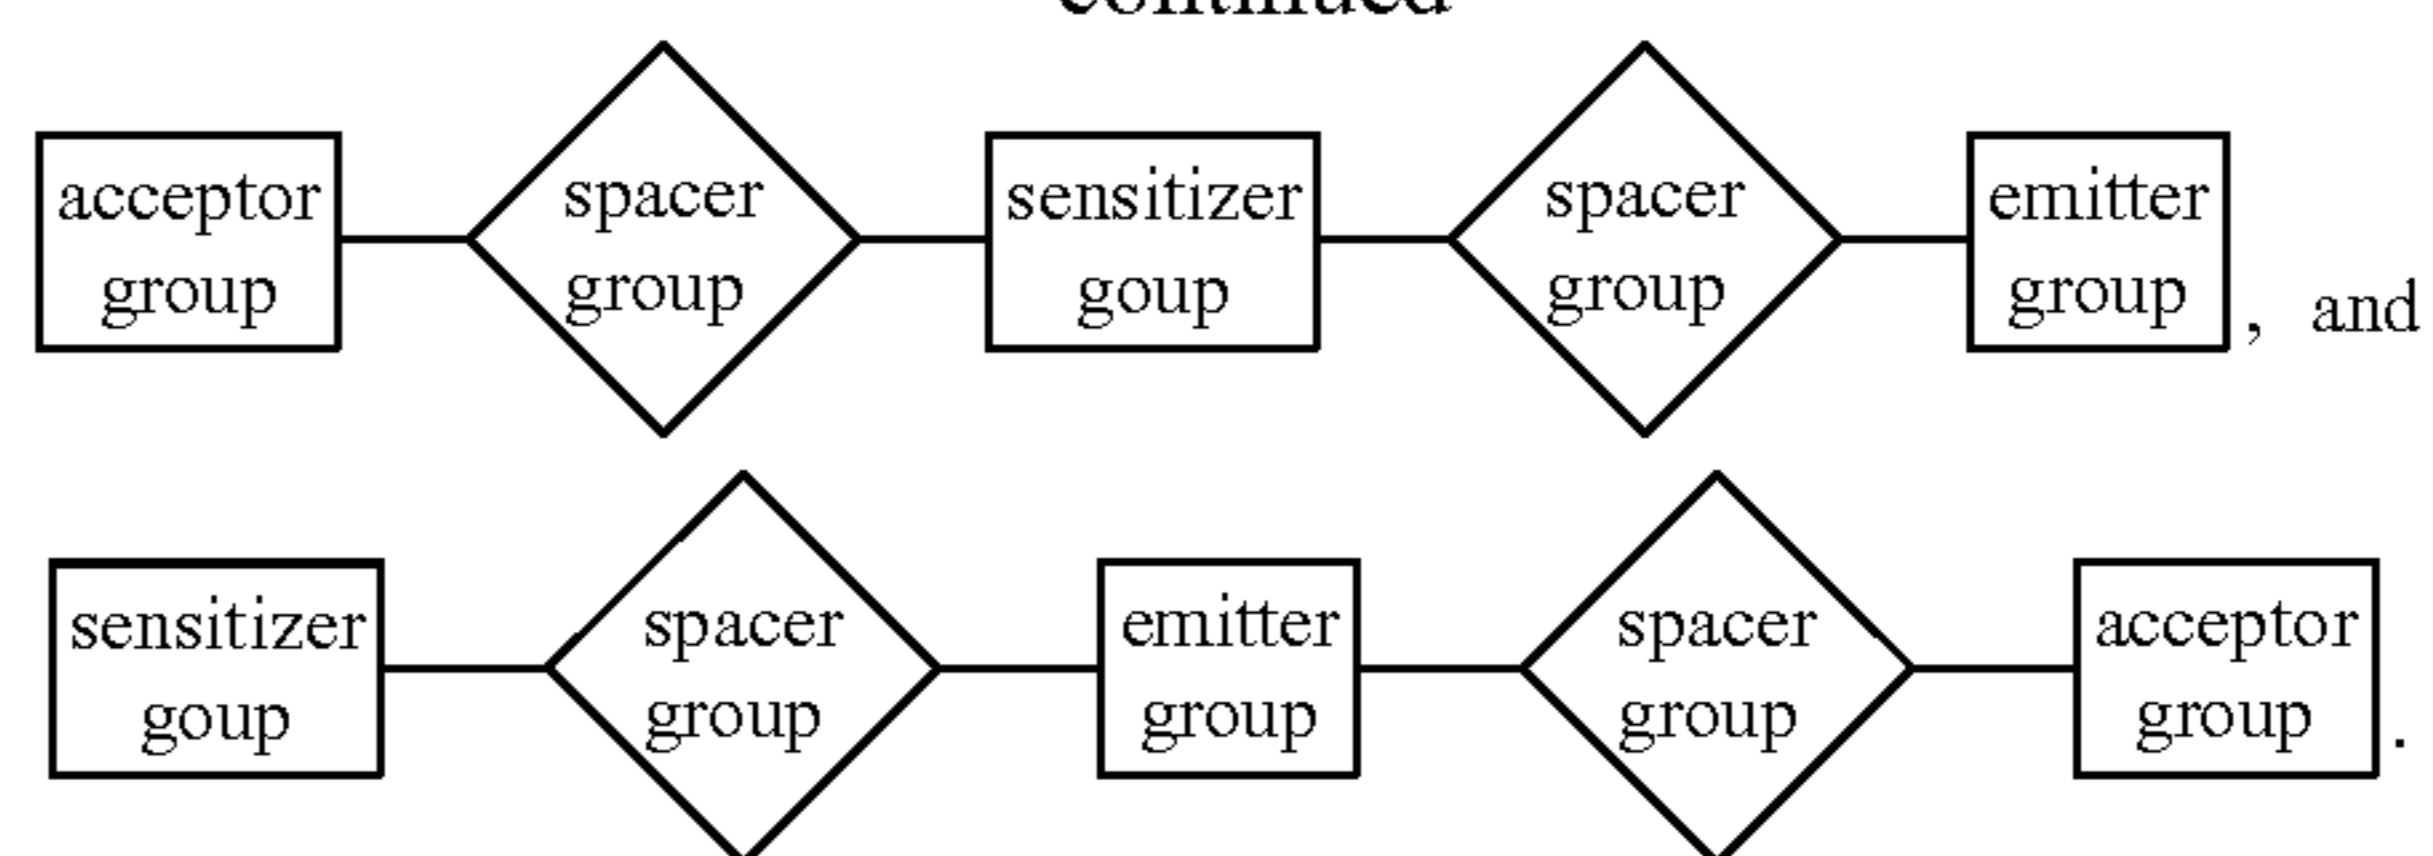 continued
acceptor group
spacer group
sensitizer goup
spacer group
emitter group
, and
sensitizer goup
spacer group
emitter group
spacer group
acceptor group
.